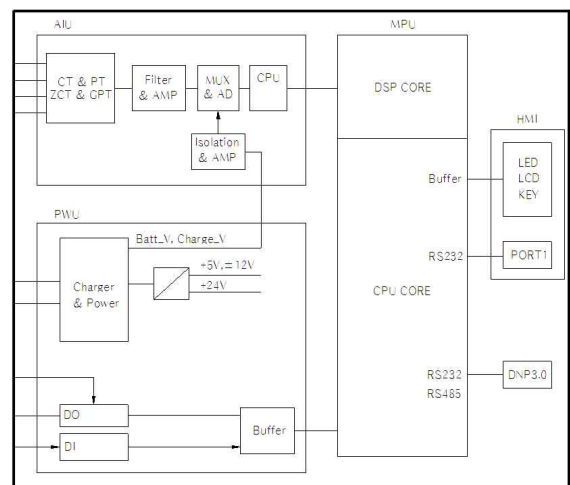 AIU
MPU
CT & PT
ZCT & GPT
Filter
& AMP
MUX
& AD
CPU
DSP CORE
Isolation
& AMP
HMI
LED
LCD
KEY
Buffer
PWU
Batt_V, Charge_V
+5V,±12V
+24V
Charger
& Power
RS232
PORT1
CPU CORE
RS232
RS485
DNP3.0
DO
DI
Buffer